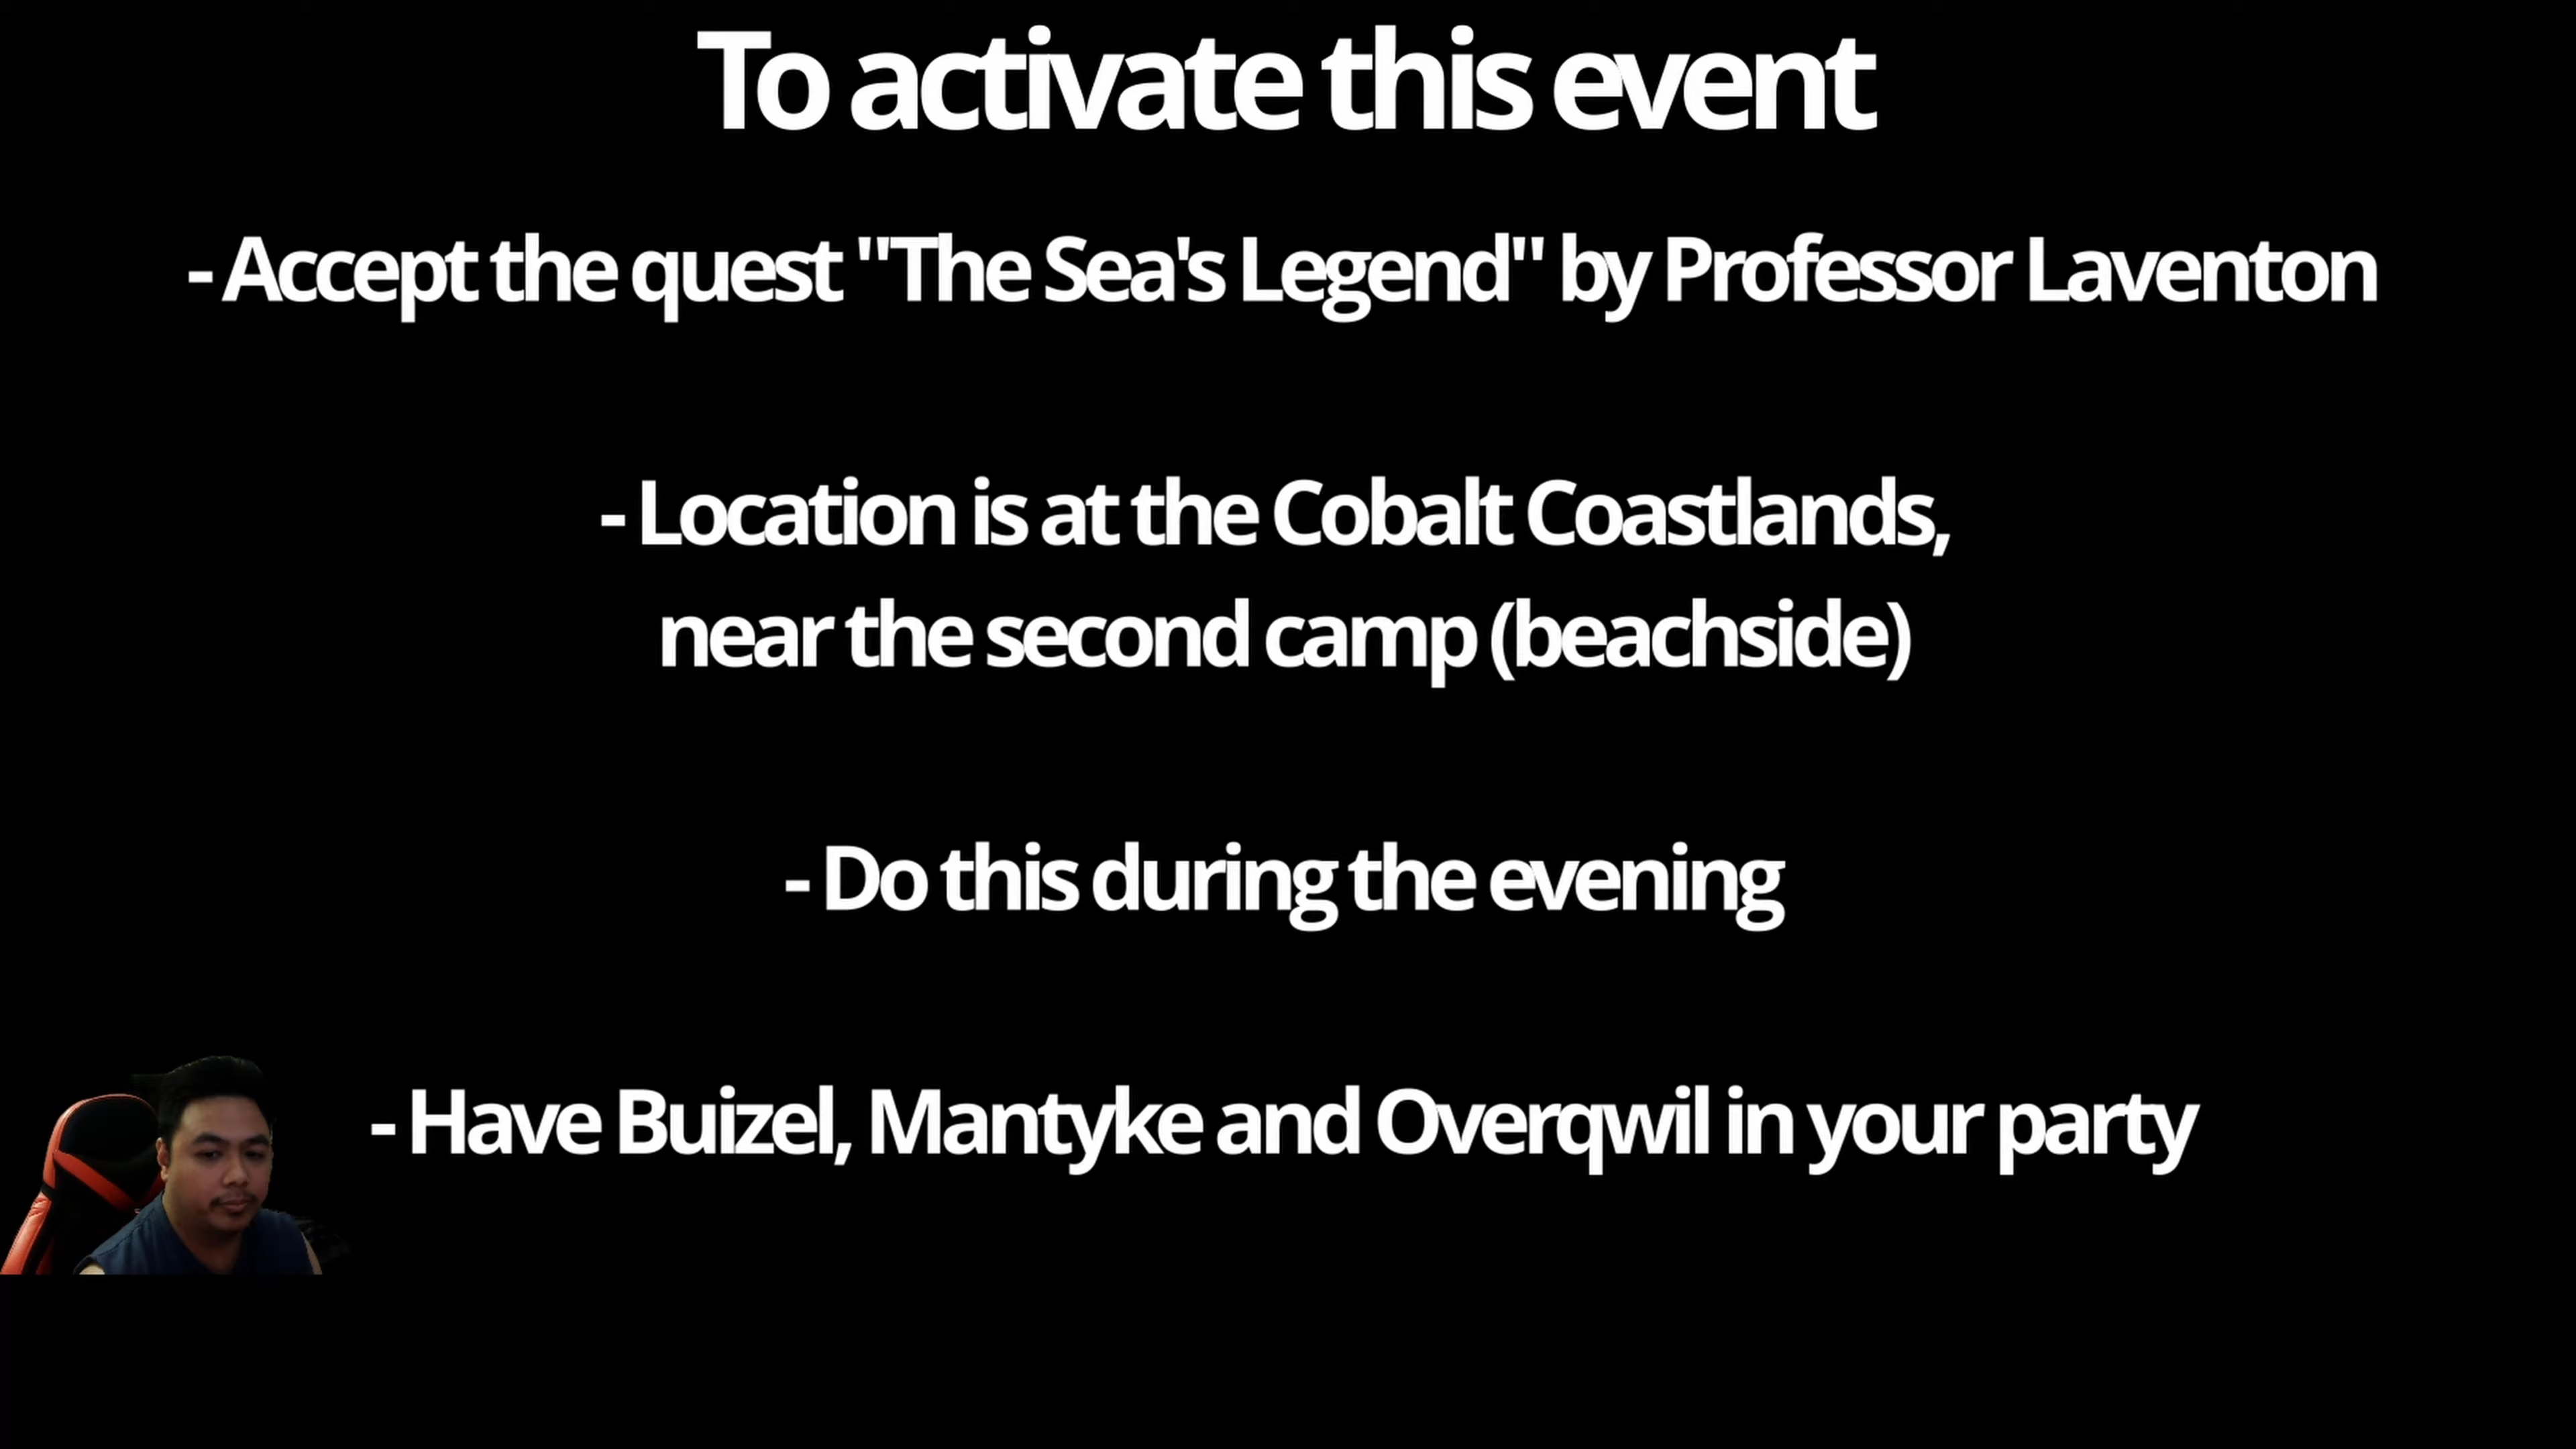 To activate this event
- Accept the quest "The Sea's Legend" by Professor Laventon
- Location is at the Cobalt Coastlands,
near the second camp (beachside)
- Do this during the evening
- Have Buizel, Mantyke and Overqwil in your party